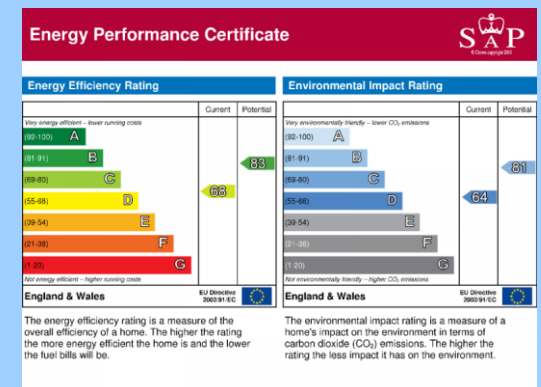 Energy Performance Certificate
SAP
© Crown copyright 2011
Energy Efficiency Rating
Current Potential
Very energy efficient – lower running costs
(92-100) A
(81-91) B
83
(69-80) C
(55-68) D
68
(39-54) E
(21-38) F
(1-20) G
Not energy efficient – higher running costs
England & Wales
EU Directive
2002/91/EC
The energy efficiency rating is a measure of the
overall efficiency of a home. The higher the rating
the more energy efficient the home is and the lower
the fuel bills will be.
Environmental Impact Rating
Current Potential
Very environmentally friendly – lower CO₂ emissions
(92-100) A
(81-91) B
81
(69-80) C
(55-68) D
64
(39-54) E
(21-38) F
(1-20) G
Not environmentally friendly – higher CO₂ emissions
England & Wales
EU Directive
2002/91/EC
The environmental impact rating is a measure of a
home's impact on the environment in terms of
carbon dioxide (CO₂) emissions. The higher the
rating the less impact it has on the environment.